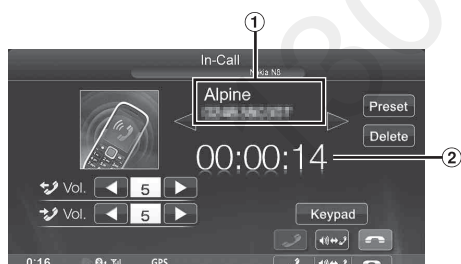 1
In-Call
Nokia N8
Alpine
Preset
Delete
00:00:14
2
Vol. 5
Vol. 5
Keypad
0:16 Tel GPS